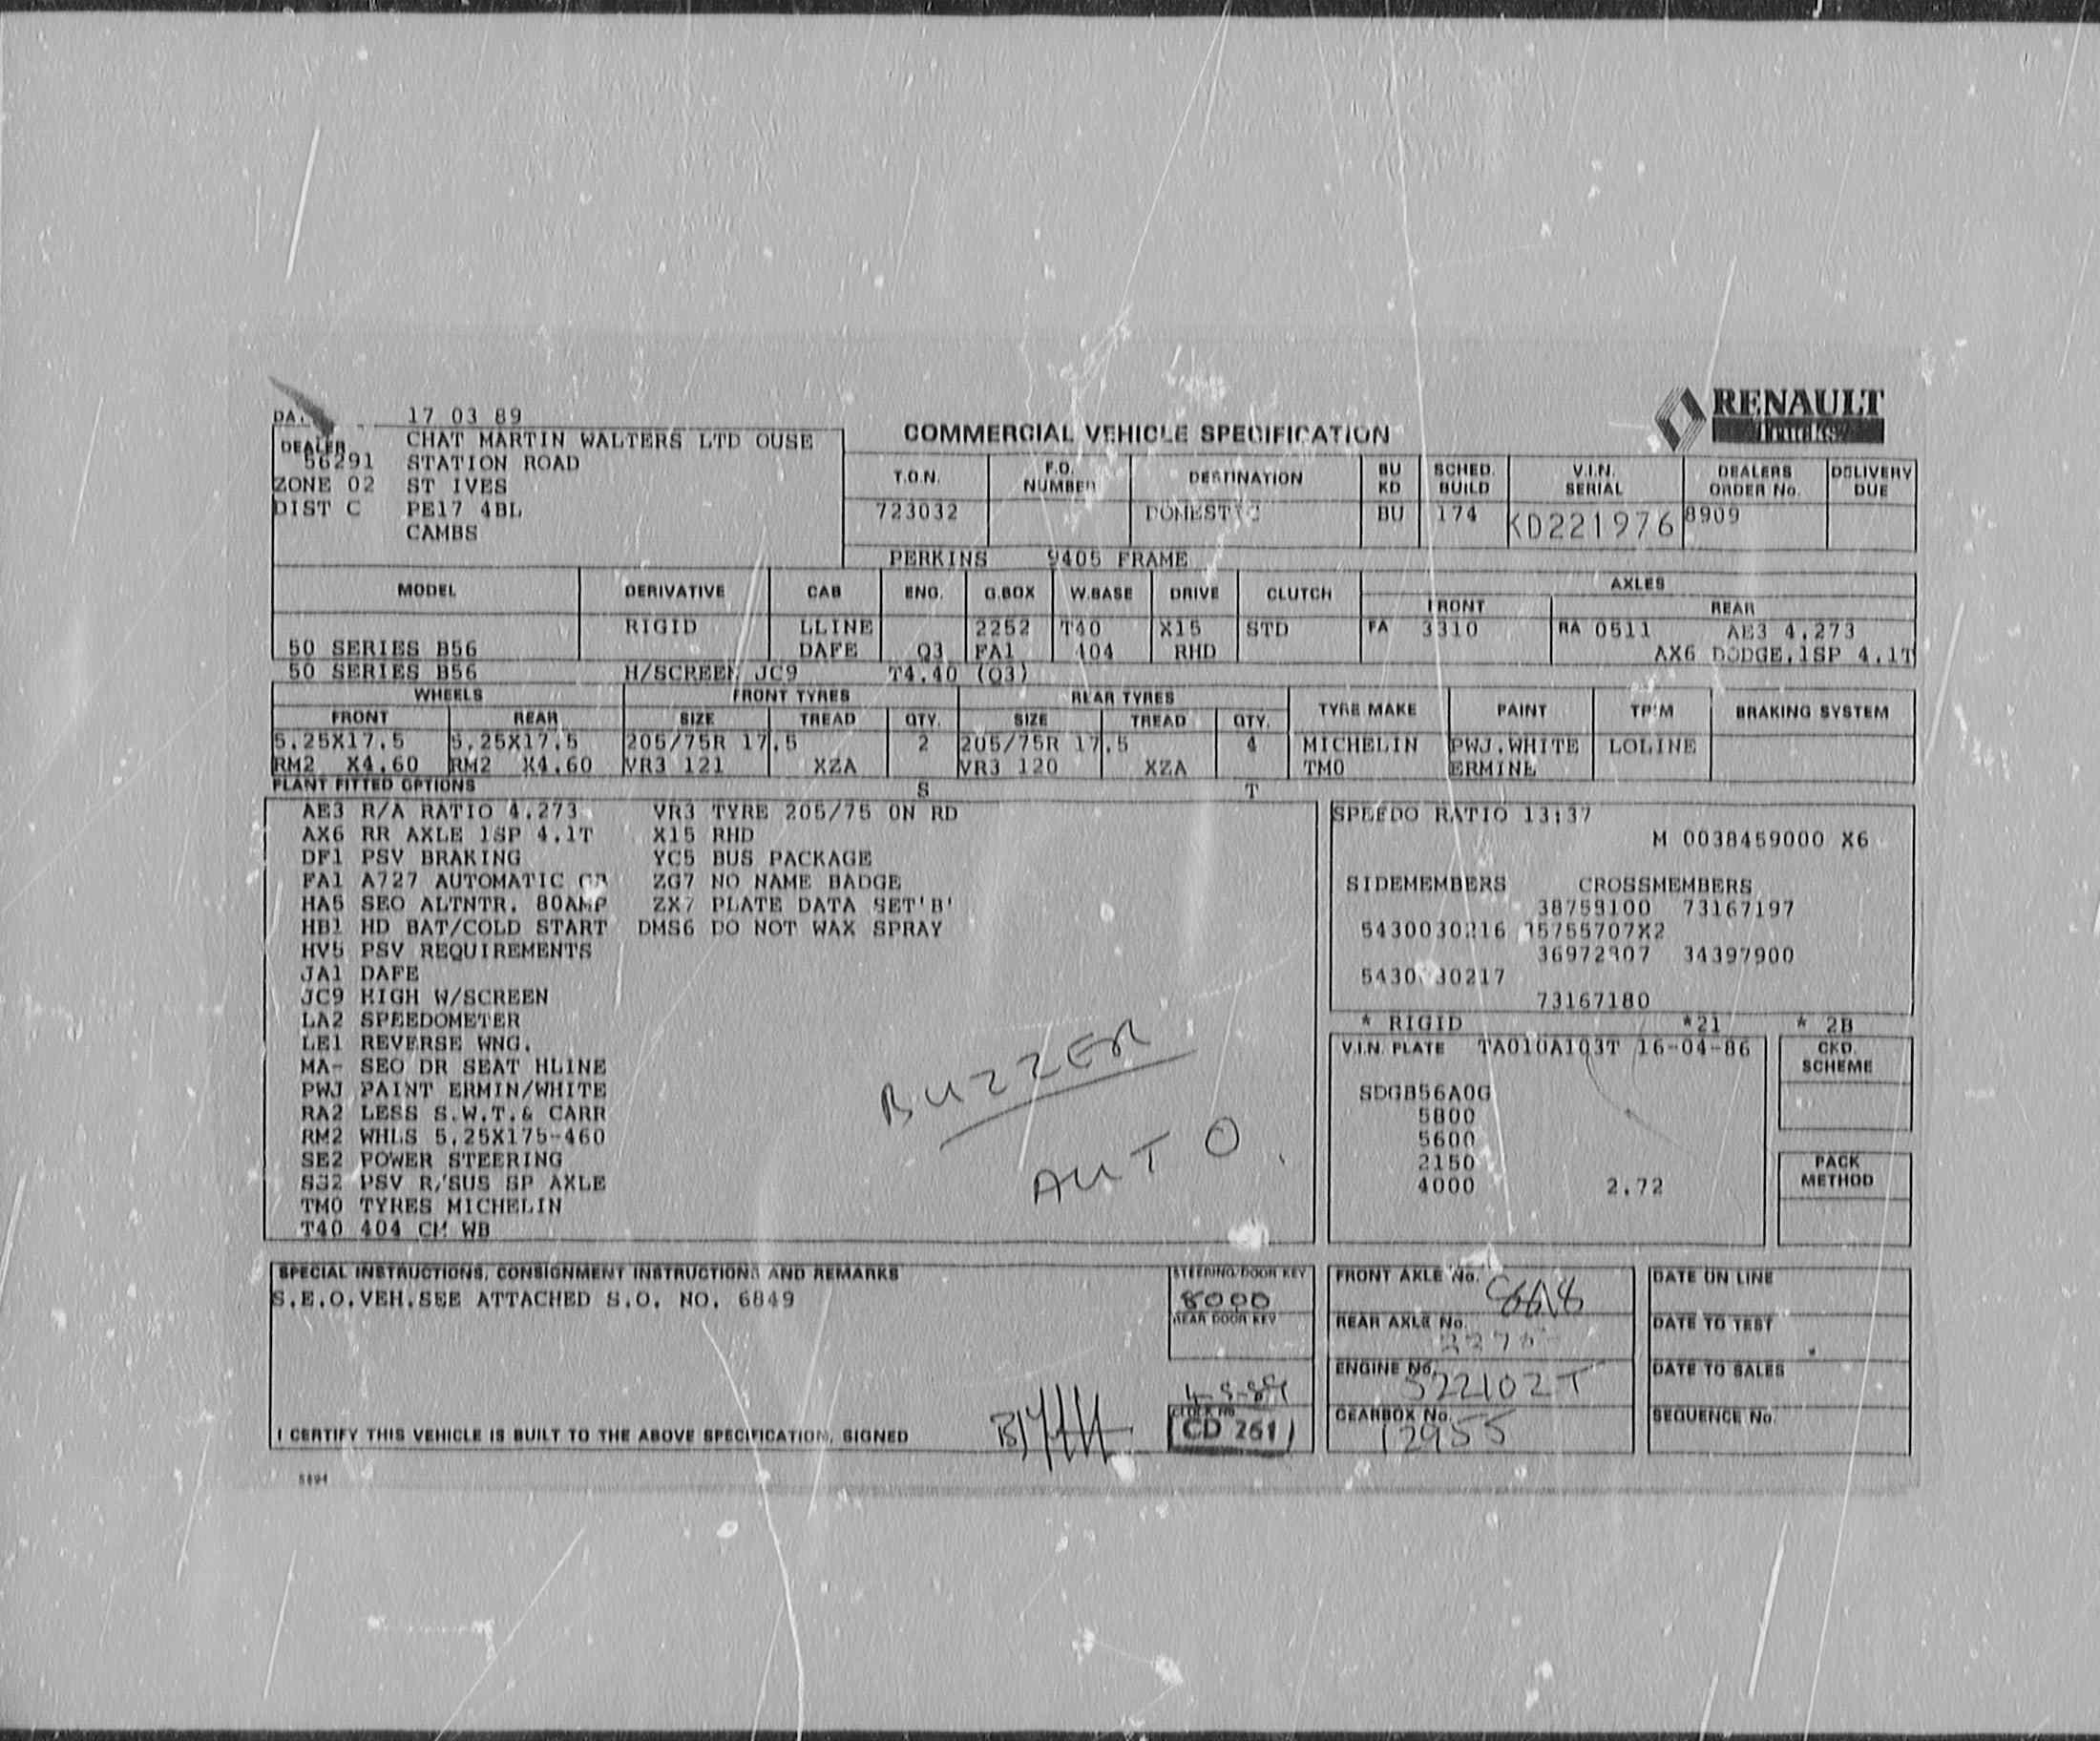 17 03 89
RENAULT
Trucks
DEALER CHAT MARTIN WALTERS LTD OUSE
56291 STATION ROAD
ZONE 02 ST IVES
DIST C PE17 4BL
CAMBS
COMMERCIAL VEHICLE SPECIFICATION
T.O.N. F.O. NUMBER DESTINATION BU KD SCHED. BUILD V.I.N. SERIAL DEALERS ORDER No. DELIVERY DUE
723032 DOMESTIC BU 174 KD221976 8909
PERKINS 9405 FRAME
MODEL DERIVATIVE CAB ENG. G.BOX W.BASE DRIVE CLUTCH AXLES
FRONT REAR
RIGID LLINE 2252 T40 X15 STD FA 3310 RA 0511 AE3 4.273
50 SERIES B56 DAFE Q3 FA1 404 RHD AX6 DODGE.1SP 4.1T
50 SERIES B56 H/SCREEN JC9 T4.40 (Q3)
WHEELS FRONT TYRES REAR TYRES TYRE MAKE PAINT TRIM BRAKING SYSTEM
FRONT REAR SIZE TREAD QTY. SIZE TREAD QTY.
5.25X17.5 5.25X17.5 205/75R 17.5 2 205/75R 17.5 4 MICHELIN PWJ.WHITE LOLINE
RM2 X4.60 RM2 X4.60 VR3 121 XZA VR3 120 XZA TM0 ERMINE
PLANT FITTED OPTIONS S T
AE3 R/A RATIO 4.273 VR3 TYRE 205/75 ON RD
AX6 RR AXLE 1SP 4.1T X15 RHD
DF1 PSV BRAKING YC5 BUS PACKAGE
FA1 A727 AUTOMATIC ZG7 NO NAME BADGE
HA5 SEO ALTNTR. 80AMP ZX7 PLATE DATA SET'B'
HB1 HD BAT/COLD START DMS6 DO NOT WAX SPRAY
HV5 PSV REQUIREMENTS
JA1 DAFE
JC9 HIGH W/SCREEN
LA2 SPEEDOMETER
LE1 REVERSE WNG.
MA- SEO DR SEAT HLINE
PWJ PAINT ERMIN/WHITE
RA2 LESS S.W.T.& CARR
RM2 WHLS 5.25X175-460
SE2 POWER STEERING
PSV R/SUS SP AXLE
TM0 TYRES MICHELIN
T40 404 CM WB
BUZZER
AUTO.
SPEEDO RATIO 13:37
M 0038459000 X6
SIDEMEMBERS CROSSMEMBERS
38759100 73167197
5430030216
34397900
73167180
* RIGID *21 * 2B
V.I.N. PLATE TA010A103T 16-04-86
SDGB56A0G
5800
5600
2150
4000 2.72
CKD. SCHEME
PACK METHOD
SPECIAL INSTRUCTIONS, CONSIGNMENT INSTRUCTIONS AND REMARKS
S.E.O.VEH.SEE ATTACHED S.O. NO. 6849
I CERTIFY THIS VEHICLE IS BUILT TO THE ABOVE SPECIFICATION, SIGNED
STEERING/DOOR KEY
8000
REAR DOOR KEY
CD 261
FRONT AXLE No.
REAR AXLE No.
ENGINE No. 522102T
GEARBOX No. 12955
DATE ON LINE
DATE TO TEST
DATE TO SALES
SEQUENCE No.